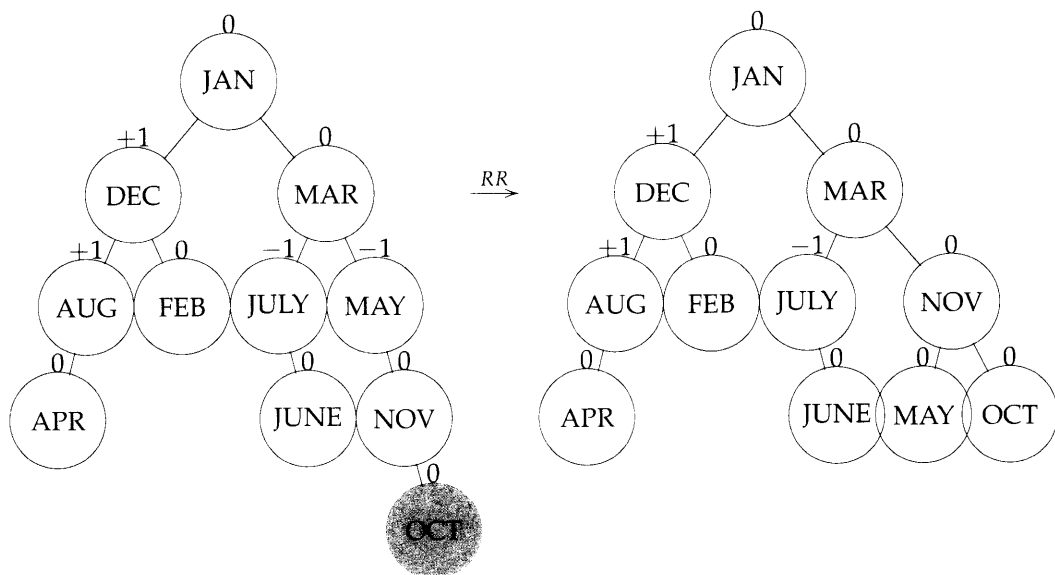 0 0
JAN JAN
+1 0 +1 0
DEC MAR RR DEC MAR
+1 0 −1 −1 +1 0 −1 0
AUG FEB JULY MAY AUG FEB JULY NOV
0 0 0 0 0 0 0
APR JUNE NOV APR JUNE MAY OCT
0
OCT